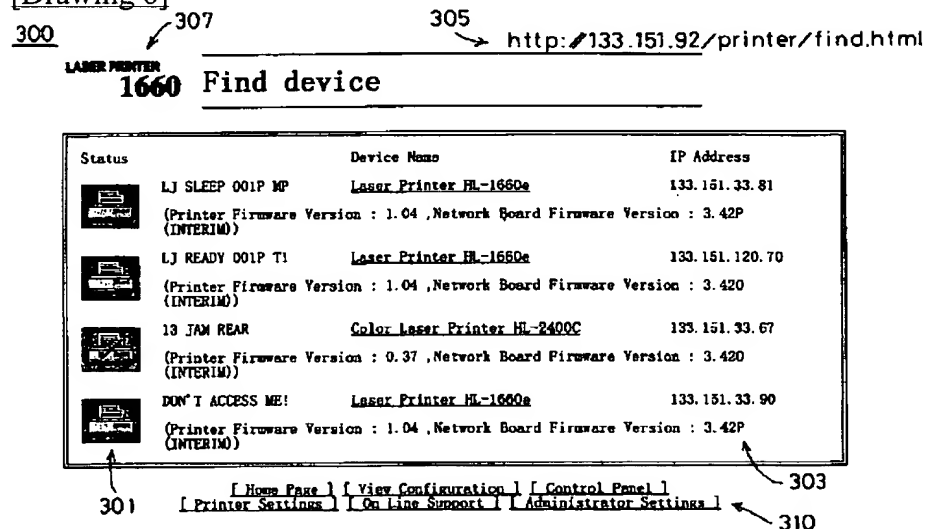 [Drawing 6]
307
305
300
http://133.151.92/printer/find.html
LASER PRINTER
1660 Find device
Status Device Name IP Address
LJ SLEEP 001P MP Laser Printer HL-1660e 133.151.33.81
(Printer Firmware Version : 1.04 ,Network Board Firmware Version : 3.42P
(INTERIM))
LJ READY 001P T1 Laser Printer HL-1660e 133.151.120.70
(Printer Firmware Version : 1.04 ,Network Board Firmware Version : 3.420
(INTERIM))
13 JAM REAR Color Laser Printer HL-2400C 133.151.33.67
(Printer Firmware Version : 0.37 ,Network Board Firmware Version : 3.420
(INTERIM))
DON'T ACCESS ME! Laser Printer HL-1660e 133.151.33.90
(Printer Firmware Version : 1.04 ,Network Board Firmware Version : 3.42P
(INTERIM))
301
303
[ Home Page ] [ View Configuration ] [ Control Panel ]
[ Printer Settings ] [ On Line Support ] [ Administrator Settings ]
310